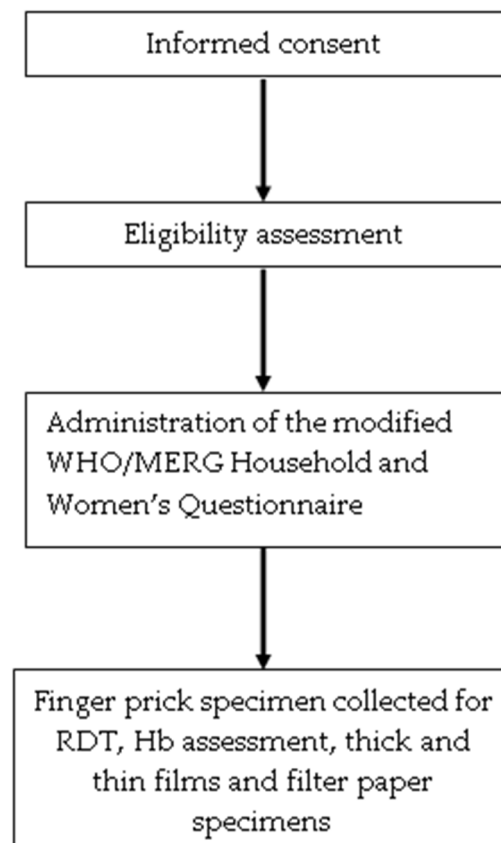 Informed consent
Eligibility assessment
Administration of the modified
WHO/MERG Household and
Women's Questionnaire
Finger prick specimen collected for
RDT, Hb assessment, thick and
thin films and filter paper
specimens